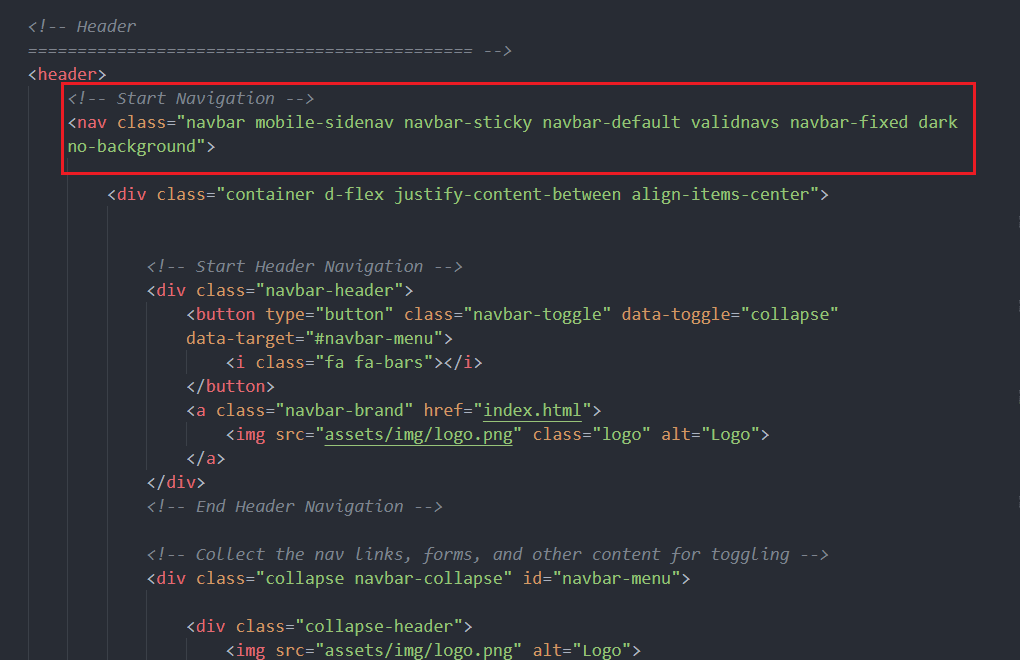 <!-- Header
============================================= -->
<header>
<!-- Start Navigation -->
<nav class="navbar mobile-sidenav navbar-sticky navbar-default validnavs navbar-fixed dark
no-background">
<div class="container d-flex justify-content-between align-items-center">
<!-- Start Header Navigation -->
<div class="navbar-header">
<button type="button" class="navbar-toggle" data-toggle="collapse"
data-target="#navbar-menu">
<i class="fa fa-bars"></i>
</button>
<a class="navbar-brand" href="index.html">
<img src="assets/img/logo.png" class="logo" alt="Logo">
</a>
</div>
<!-- End Header Navigation -->
<!-- Collect the nav links, forms, and other content for toggling -->
<div class="collapse navbar-collapse" id="navbar-menu">
<div class="collapse-header">
<img src="assets/img/logo.png" alt="Logo">